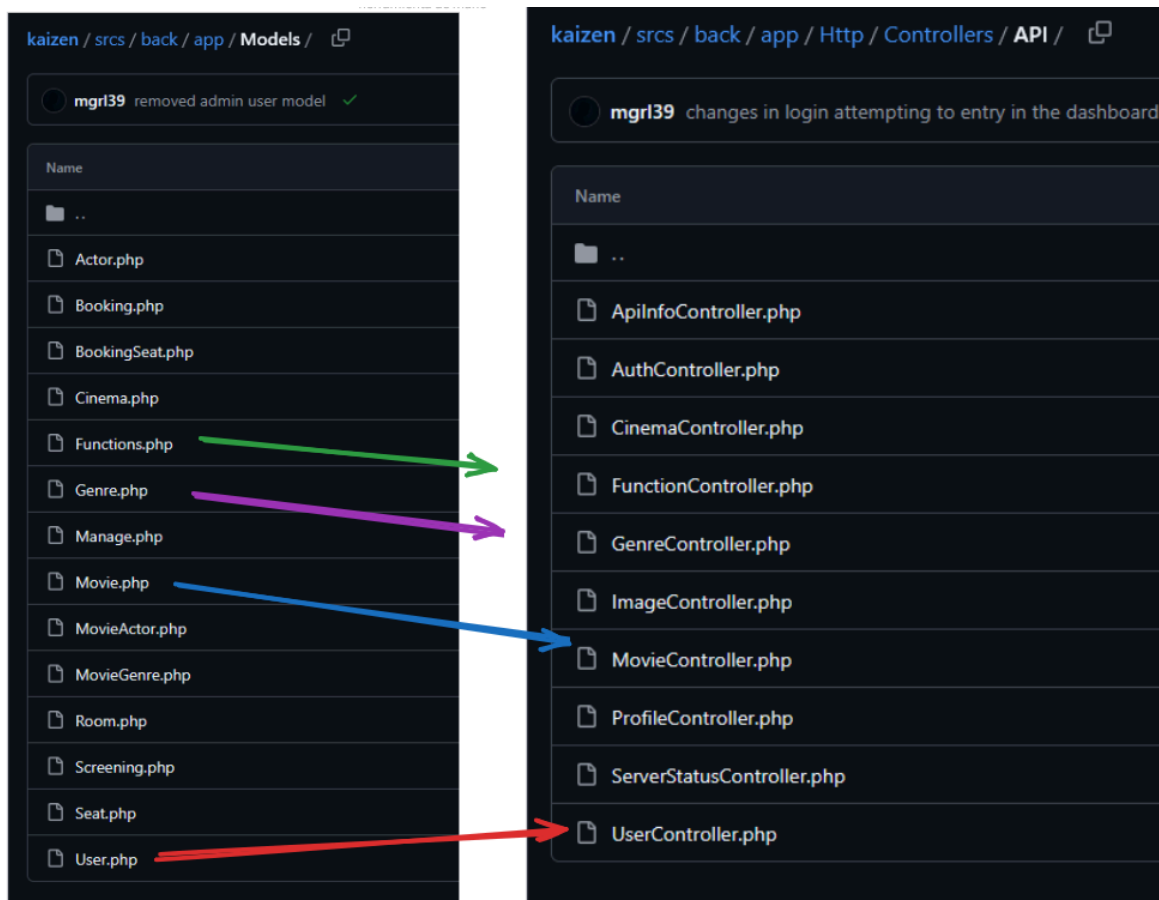 kaizen / srcs / back / app / Models /
mgrl39 removed admin user model
Name
..
Actor.php
Booking.php
BookingSeat.php
Cinema.php
Functions.php
Genre.php
Manage.php
Movie.php
MovieActor.php
MovieGenre.php
Room.php
Screening.php
Seat.php
User.php
kaizen / srcs / back / app / Http / Controllers / API /
mgrl39 changes in login attempting to entry in the dashboard
Name
..
ApiInfoController.php
AuthController.php
CinemaController.php
FunctionController.php
GenreController.php
ImageController.php
MovieController.php
ProfileController.php
ServerStatusController.php
UserController.php